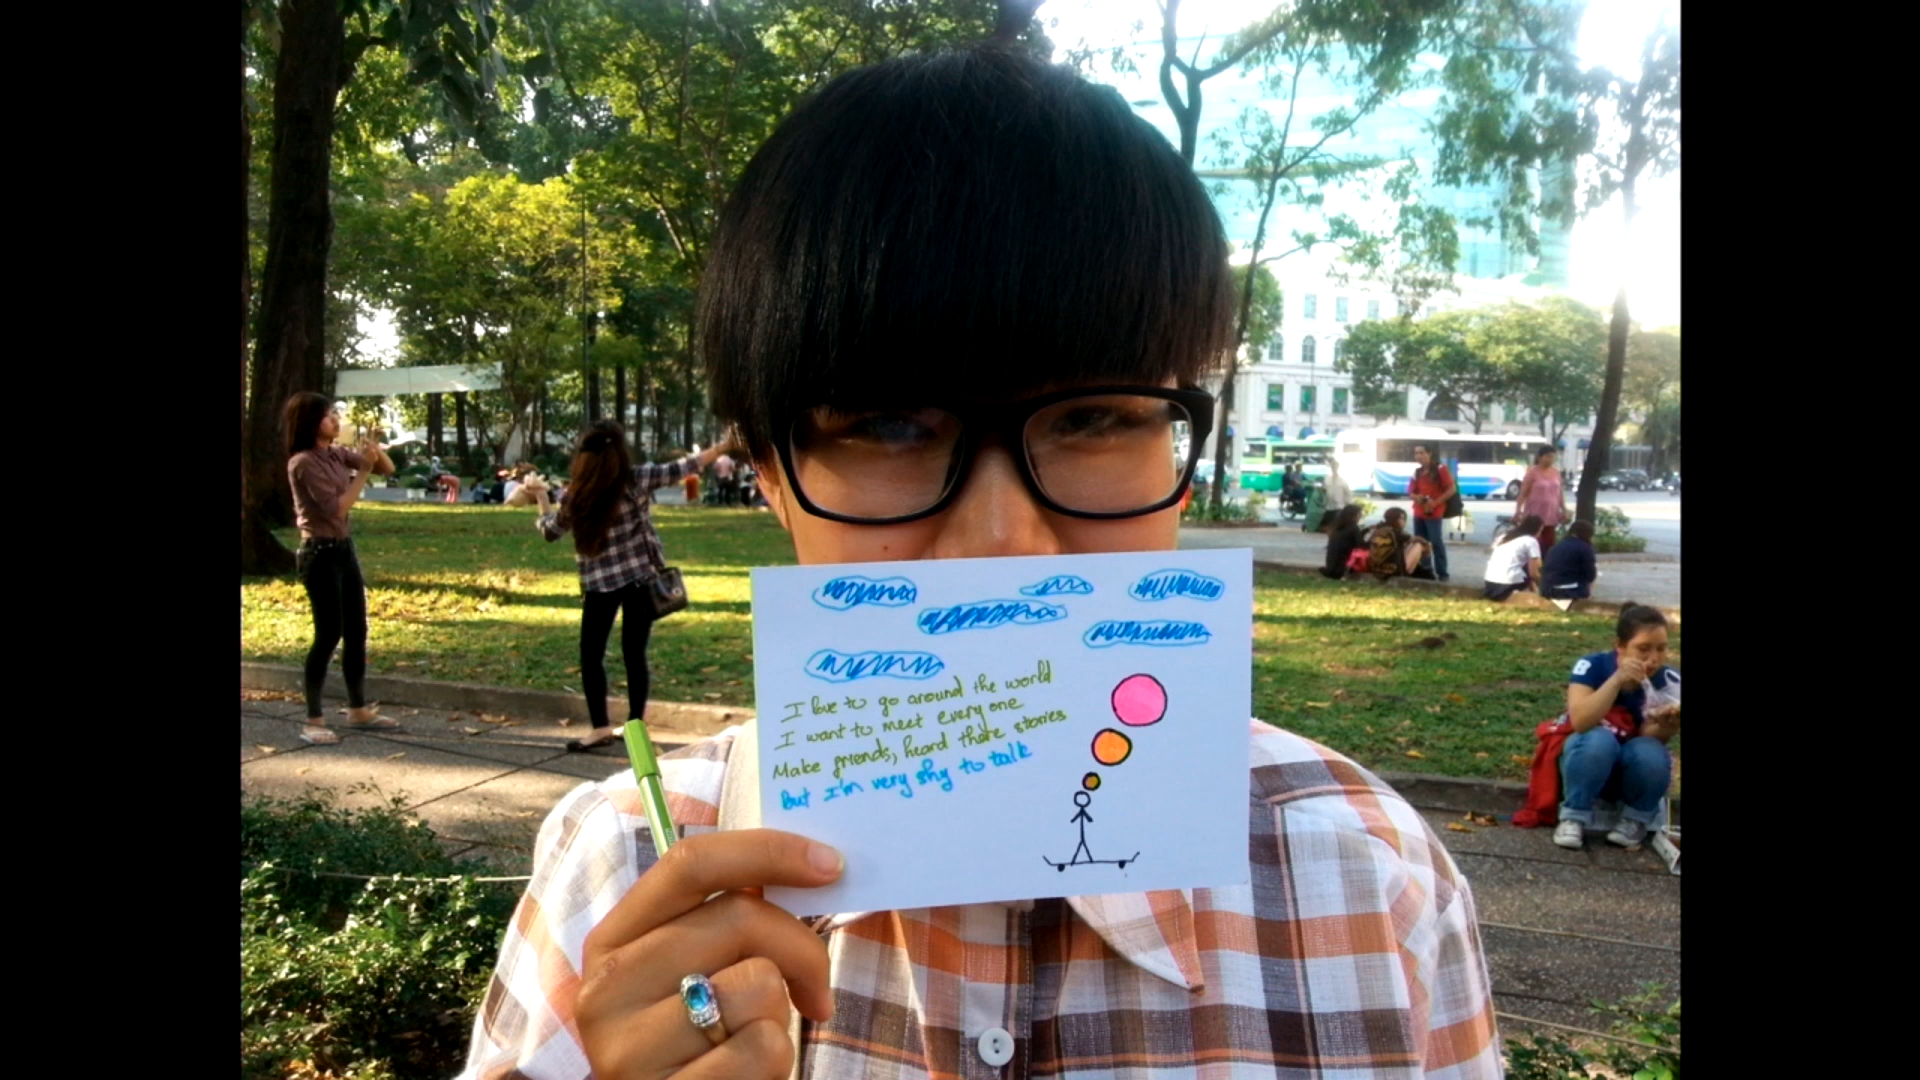 I love to go around the world
I want to meet every one
Make friends, heard there stories
But I'm very shy to talk
B